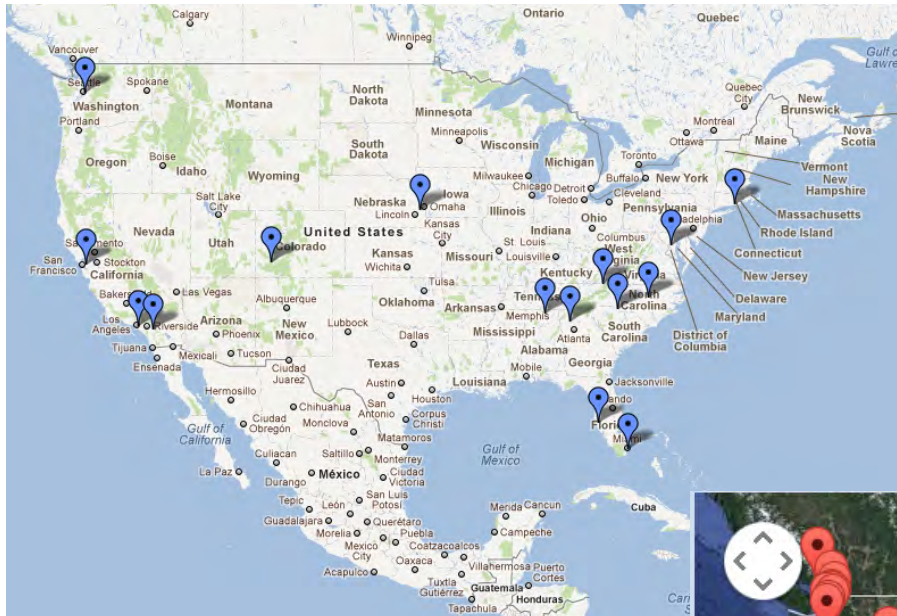 Calgary
Ontario
Quebec
Gulf of
Lawre
Winnipeg
Vancouver
Seattle
Spokane
Washington
Montana
North
Dakota
Minnesota
Quebec
City
New
Brunswick
Portland
Montreal
Maine
Nova
Scotia
Ottawa
Minneapolis
Oregon
Boise
Idaho
South
Dakota
Wisconsin
Michigan
Toronto
Vermont
New
Hampshire
Wyoming
Milwaukee
Buffalo
New York
Detroit
Chicago
Toledo
Cleveland
Massachusetts
Salt Lake
City
Nebraska
Iowa
Omaha
Lincoln
Illinois
Indiana
Ohio
Pennsylvania
Rhode Island
Connecticut
Nevada
Utah
Colorado
United States
Kansas
City
Kansas
Missouri
St. Louis
Columbus
West
New Jersey
San
Francisco
Stockton
California
Wichita
Louisville
Kentucky
Delaware
Maryland
Las Vegas
Tulsa
District of
Columbia
Los
Angeles
Riverside
Arizona
Phoenix
Albuquerque
New
Mexico
Oklahoma
Arkansas
Memphis
Carolina
South
Carolina
Lubbock
Mississippi
Atlanta
Tijuana
Mexicali
Tucson
Dallas
Alabama
Georgia
Ensenada
Ciudad
Juarez
Texas
Hermosillo
Austin
Louisiana
Mobile
Jacksonville
Chihuahua
San
Antonio
Houston
Ciudad
Obregón
Corpus
Christi
Gulf of
California
Monclova
Matamoros
Miami
Culiacan
Saltillo
Monterrey
Gulf of
Mexico
La Paz
Durango
México
Ciudad
Victoria
Tepic
León
San Luis
Potosí
Merida
Cancun
Cuba
Guadalajara
Querétaro
Campeche
Morelia
Puebla
Mexico
City
Coatzacoalcos
Oaxaca
Villahermosa
Acapulco
Tuxtla
Gutiérrez
Guatemala
Puerto
Cortés
Tapachula
Honduras